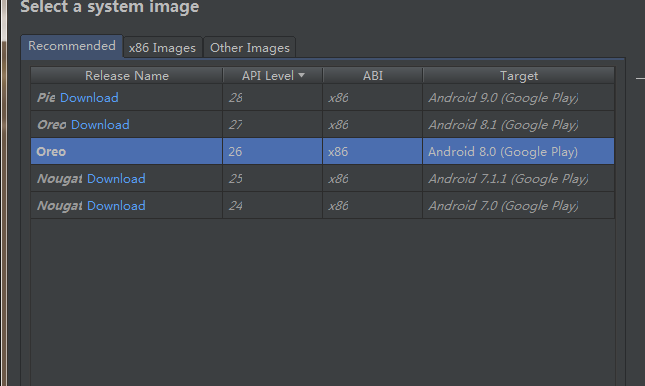 Select a system image
Recommended x86 Images Other Images
Release Name API Level ABI Target
Pie Download 28 x86 Android 9.0 (Google Play)
Oreo Download 27 x86 Android 8.1 (Google Play)
Oreo 26 x86 Android 8.0 (Google Play)
Nougat Download 25 x86 Android 7.1.1 (Google Play)
Nougat Download 24 x86 Android 7.0 (Google Play)